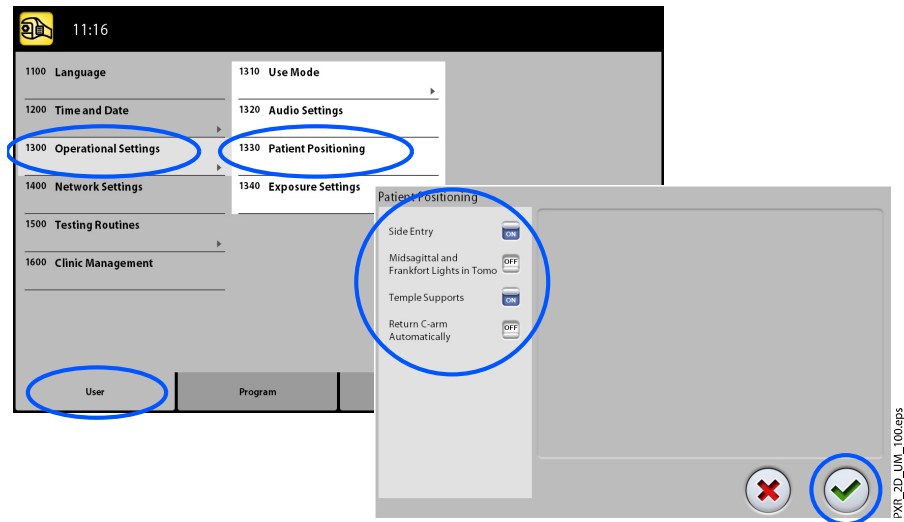 11:16
1100 Language
1200 Time and Date
1300 Operational Settings
1400 Network Settings
1500 Testing Routines
1600 Clinic Management
1310 Use Mode
1320 Audio Settings
1330 Patient Positioning
1340 Exposure Settings
User
Program
Patient Positioning
Side Entry ON
Midsagittal and
Frankfort Lights in Tomo OFF
Temple Supports ON
Return C-arm
Automatically OFF
PXR_2D_UM_100.eps